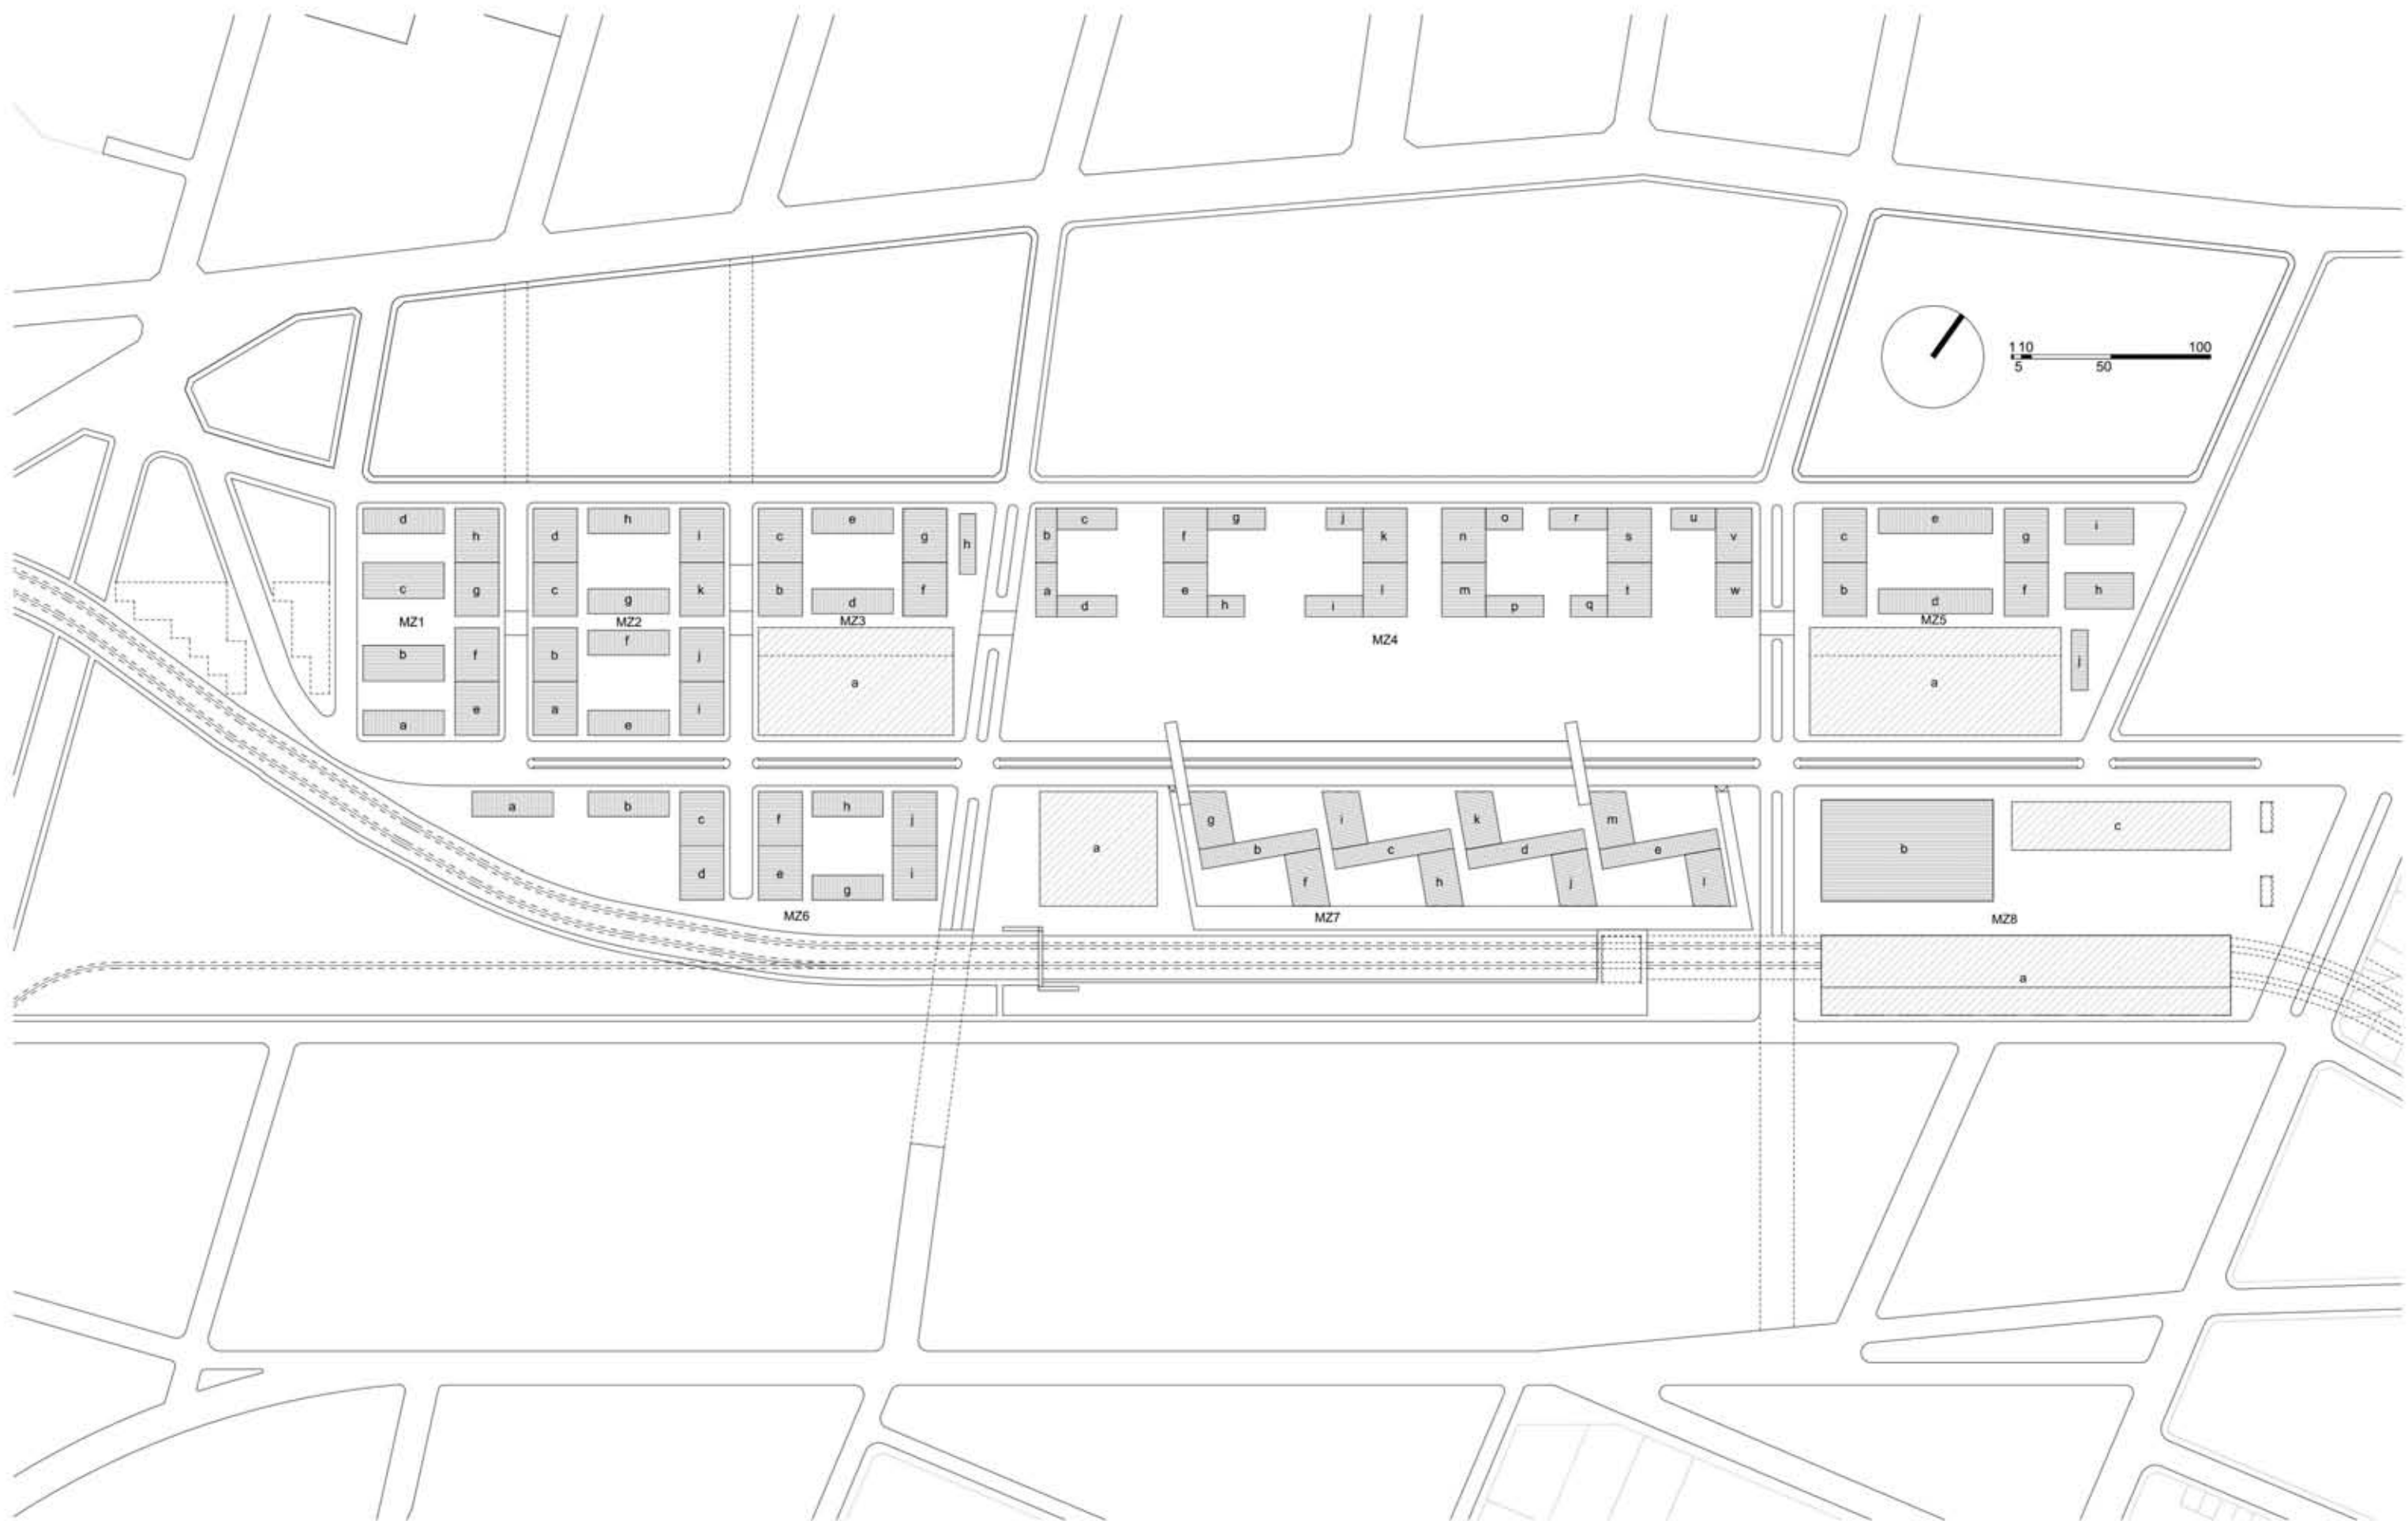 1 10 100
5 50
d h d h l c e g h b c g j k n o r s u v c e g i
c g c g k b d f a d e h i l m p q t w b d f h
MZ1 MZ2 MZ3 MZ4 MZ5
b f b f j a a j
a e a e i
a b c f h j a g i k m b c
d e g i b c d e
f h j l
MZ6 MZ7 MZ8
a